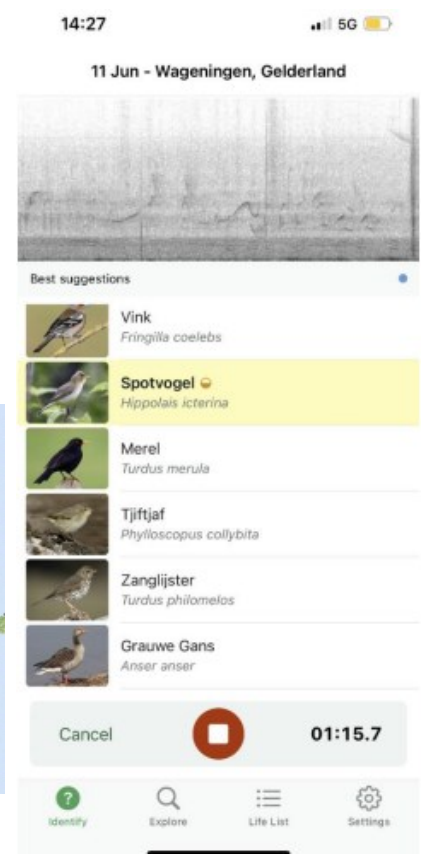 14:27
5G
11 Jun - Wageningen, Gelderland
Best suggestions
Vink
Fringilla coelebs
Spotvogel
Hippolais icterina
Merel
Turdus merula
Tjiftjaf
Phylloscopus collybita
Zanglijster
Turdus philomelos
Grauwe Gans
Anser anser
Cancel
01:15.7
Identify
Explore
Life List
Settings